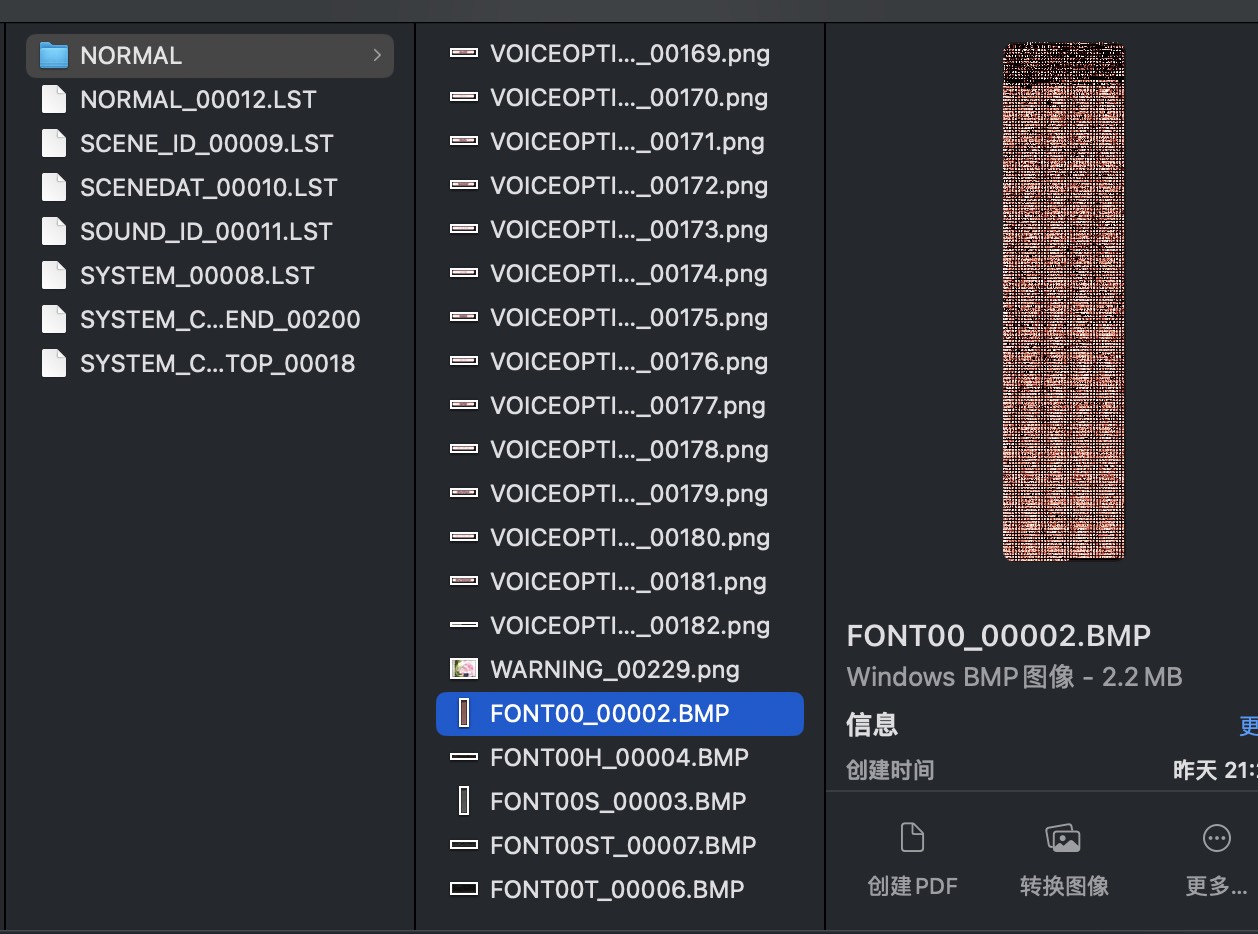 NORMAL
NORMAL_00012.LST
SCENE_ID_00009.LST
SCENEDAT_00010.LST
SOUND_ID_00011.LST
SYSTEM_00008.LST
SYSTEM_C...END_00200
SYSTEM_C...TOP_00018
VOICEOPTI..._00169.png
VOICEOPTI..._00170.png
VOICEOPTI..._00171.png
VOICEOPTI..._00172.png
VOICEOPTI..._00173.png
VOICEOPTI..._00174.png
VOICEOPTI..._00175.png
VOICEOPTI..._00176.png
VOICEOPTI..._00177.png
VOICEOPTI..._00178.png
VOICEOPTI..._00179.png
VOICEOPTI..._00180.png
VOICEOPTI..._00181.png
VOICEOPTI..._00182.png
WARNING_00229.png
FONT00_00002.BMP
FONT00H_00004.BMP
FONT00S_00003.BMP
FONT00ST_00007.BMP
FONT00T_00006.BMP
FONT00_00002.BMP
Windows BMP图像 - 2.2 MB
信息
创建时间 昨天 21:
创建PDF 转换图像 更多...